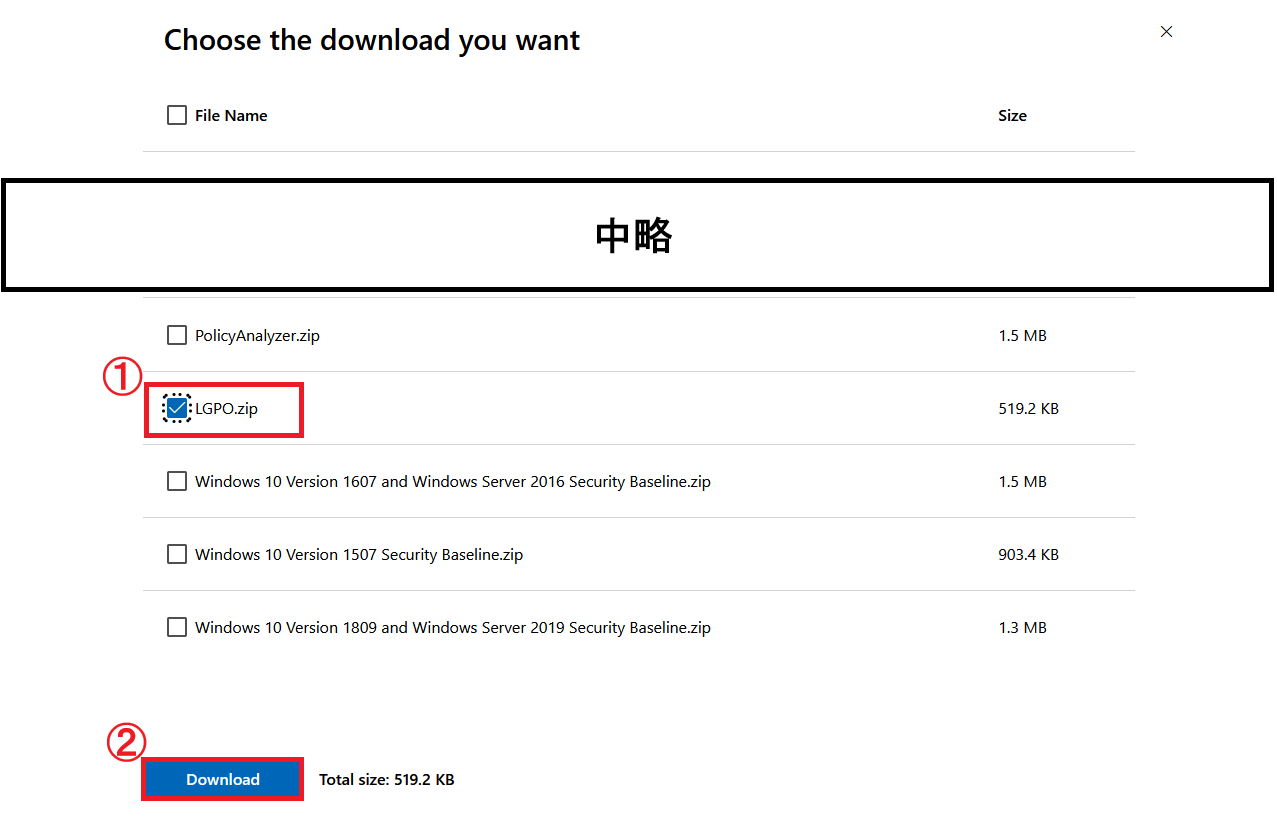 Choose the download you want
File Name Size
中略
PolicyAnalyzer.zip 1.5 MB
①
LGPO.zip 519.2 KB
Windows 10 Version 1607 and Windows Server 2016 Security Baseline.zip 1.5 MB
Windows 10 Version 1507 Security Baseline.zip 903.4 KB
Windows 10 Version 1809 and Windows Server 2019 Security Baseline.zip 1.3 MB
②
Download Total size: 519.2 KB